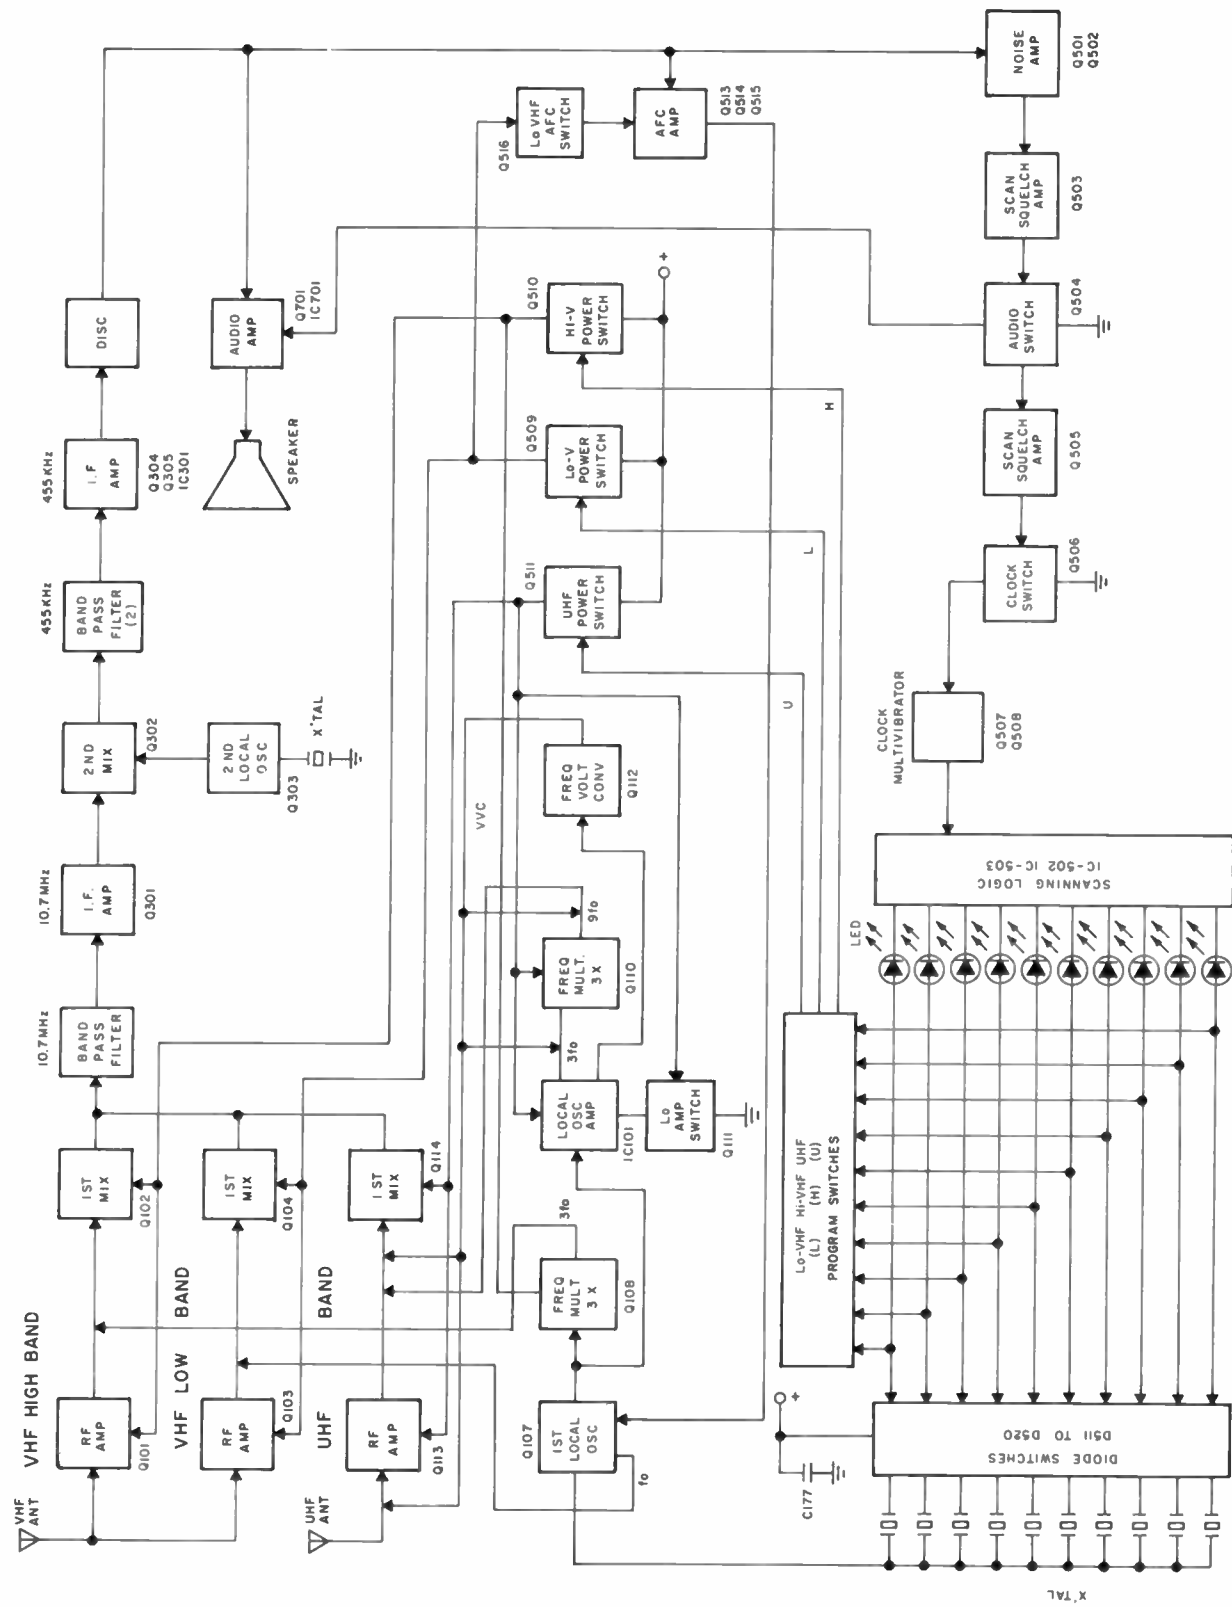 VHF
ANT
VHF HIGH BAND
RF
AMP
Q101
1ST
MIX
Q102
10.7MHz
BAND
PASS
FILTER
10.7MHz
I.F.
AMP
Q301
2ND
MIX
Q302
455KHz
BAND
PASS
FILTER
(2)
455KHz
I.F
AMP
Q304
Q305
IC301
DISC
VHF LOW BAND
RF
AMP
Q103
1ST
MIX
Q104
2ND
LOCAL
OSC
Q303
X'TAL
SPEAKER
AUDIO
AMP
Q701
IC701
UHF
ANT
UHF BAND
RF
AMP
Q113
1ST
MIX
Q114
VVC
Q107
1ST
LOCAL
OSC
fo
FREQ
MULT
3 X
Q108
3fo
LOCAL
OSC
AMP
IC101
3fo
FREQ
MULT.
3 X
Q110
9fo
FREQ
VOLT
CONV
Q112
UHF
POWER
SWITCH
Q511
Lo-V
POWER
SWITCH
Q509
HI-V
POWER
SWITCH
Q510
Q516
Lo VHF
AFC
SWITCH
AFC
AMP
Q513
Q514
Q515
Lo
AMP
SWITCH
Q111
+
U
L
H
C177
+
Lo-VHF Hi-VHF UHF
(L) (H) (U)
PROGRAM SWITCHES
LED
CLOCK
MULTIVIBRATOR
Q507
Q508
CLOCK
SWITCH
Q506
SCAN
SQUELCH
AMP
Q505
AUDIO
SWITCH
Q504
SCAN
SQUELCH
AMP
Q503
NOISE
AMP
Q501
Q502
DIODE SWITCHES
D511 TO D520
SCANNING LOGIC
IC-502 IC-503
X'TAL